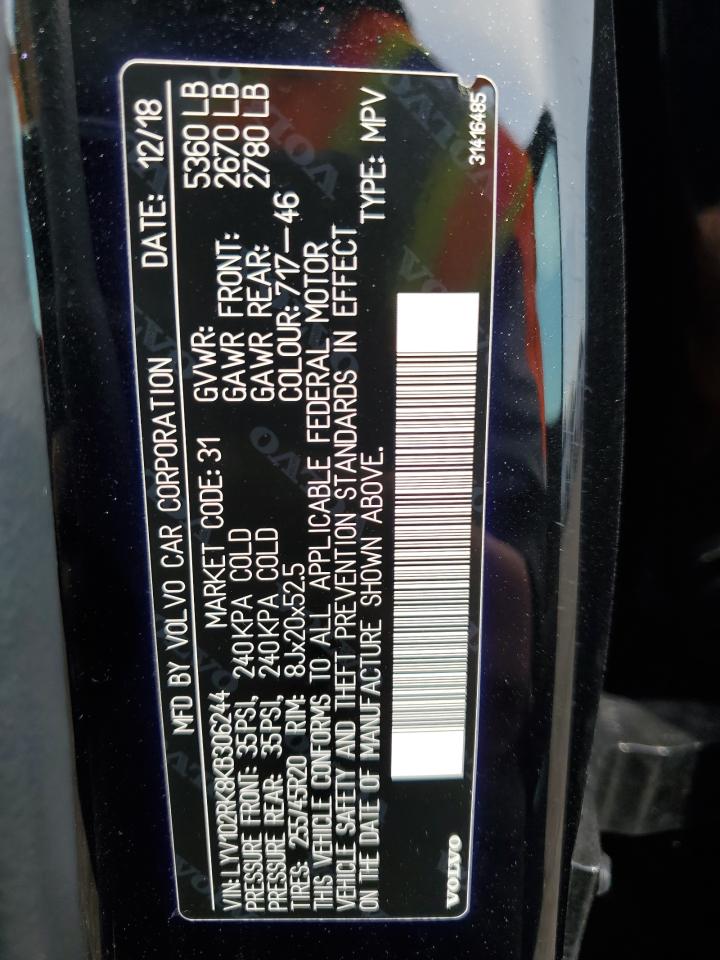 MFD BY VOLVO CAR CORPORATION DATE: 12/18
VIN: LYV102RK8KB306244 MARKET CODE: 31 GVWR: 5360 LB
PRESSURE FRONT: 35PSI, 240KPA COLD GAWR FRONT: 2670 LB
PRESSURE REAR: 35PSI, 240KPA COLD GAWR REAR: 2780 LB
TIRES: 255/45R20 RIM: 8Jx20x52.5 COLOUR: 717—46
THIS VEHICLE CONFORMS TO ALL APPLICABLE FEDERAL MOTOR
VEHICLE SAFETY AND THEFT PREVENTION STANDARDS IN EFFECT
ON THE DATE OF MANUFACTURE SHOWN ABOVE. TYPE: MPV
VOLVO 31416485